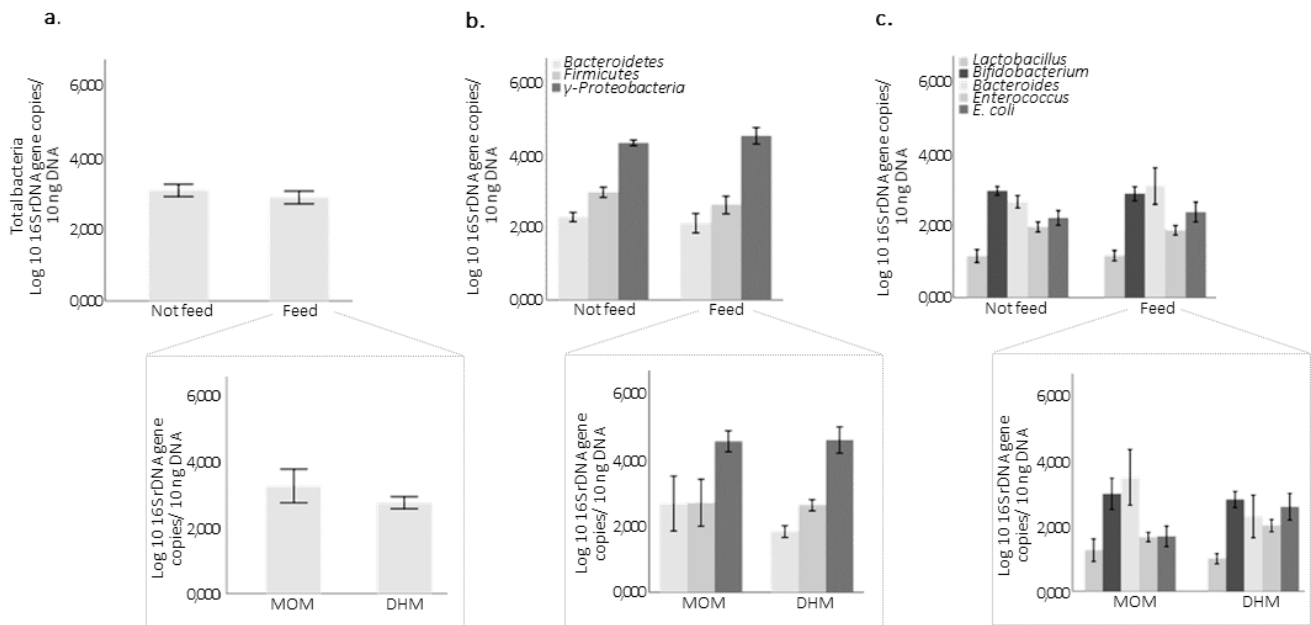 a.
Total bacteria
Log 10 16SrDNA gene copies/
10 ng DNA
6,000
4,000
2,000
0,000
Not feed
Feed
Log 10 16SrDNA gene
copies/ 10 ng DNA
6,000
4,000
2,000
0,000
MOM
DHM
b.
Bacteroidetes
Firmicutes
γ-Proteobacteria
Log 10 16SrDNA gene copies/
10 ng DNA
6,000
4,000
2,000
0,000
Not feed
Feed
Log 10 16SrDNA gene
copies/ 10 ng DNA
6,000
4,000
2,000
0,000
MOM
DHM
c.
Lactobacillus
Bifidobacterium
Bacteroides
Enterococcus
E. coli
Log 10 16SrDNA gene copies/
10 ng DNA
6,000
4,000
2,000
0,000
Not feed
Feed
Log 10 16SrDNA gene
copies/ 10 ng DNA
6,000
4,000
2,000
0,000
MOM
DHM